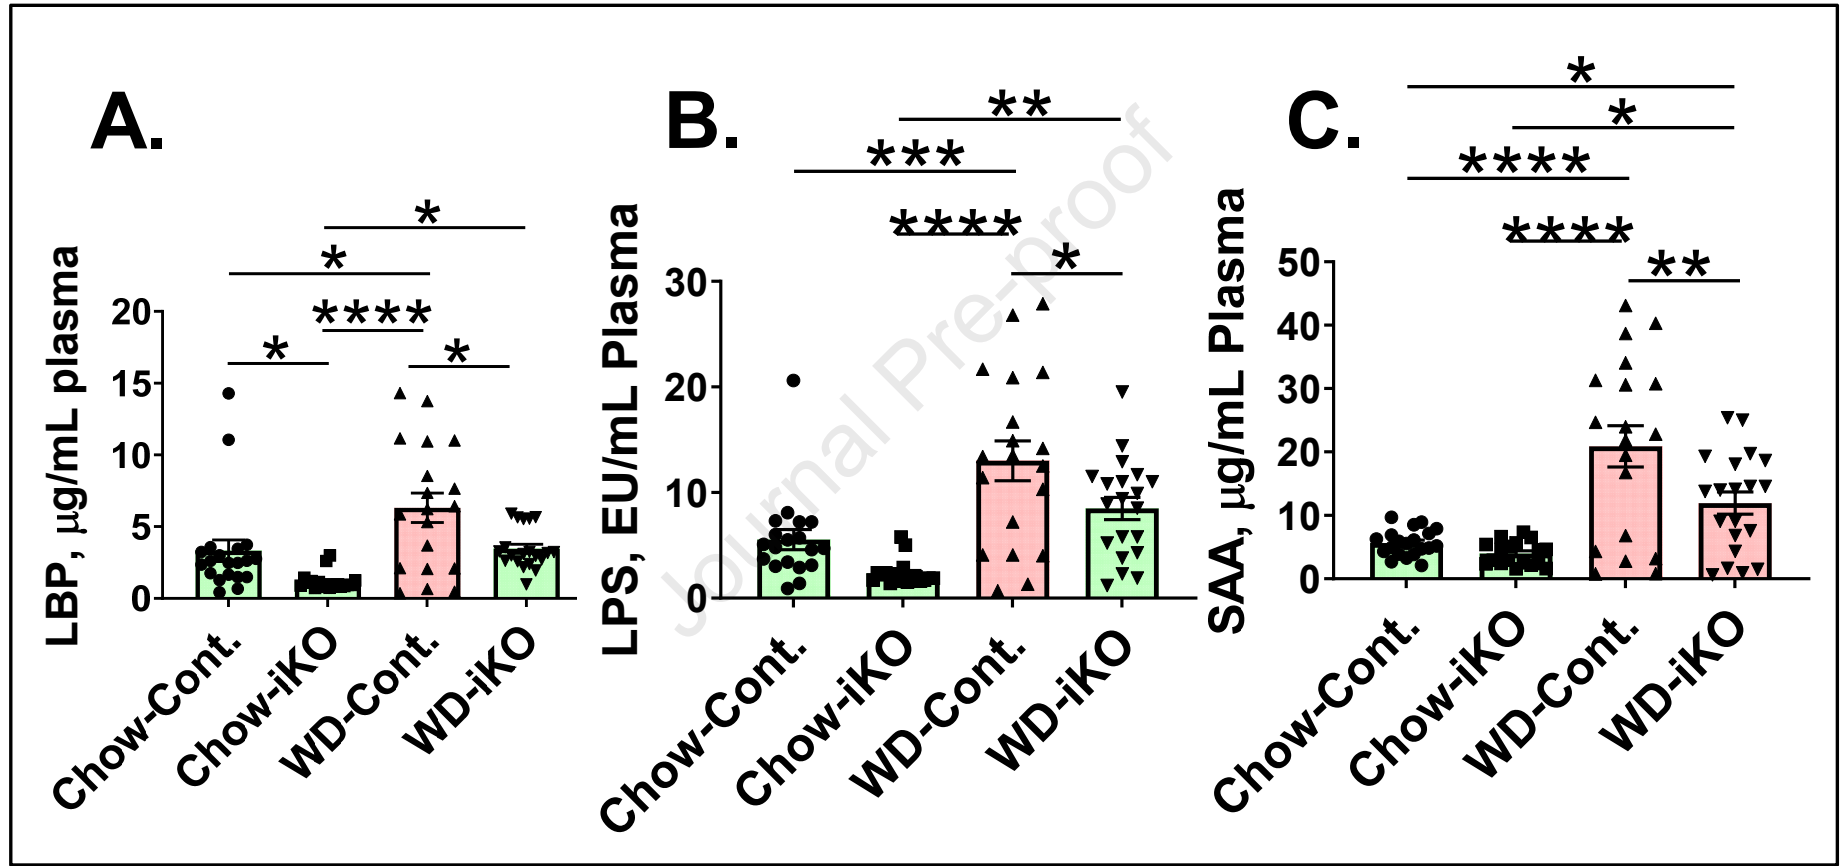 A.
*
*
****
*
*
LBP, μg/mL plasma
20
15
10
5
0
Chow-Cont.
Chow-iKO
WD-Cont.
WD-iKO
B.
**
***
****
*
LPS, EU/mL Plasma
30
20
10
0
Chow-Cont.
Chow-iKO
WD-Cont.
WD-iKO
C.
*
*
****
****
**
SAA, μg/mL Plasma
50
40
30
20
10
0
Chow-Cont.
Chow-iKO
WD-Cont.
WD-iKO
Journal Pre-proof